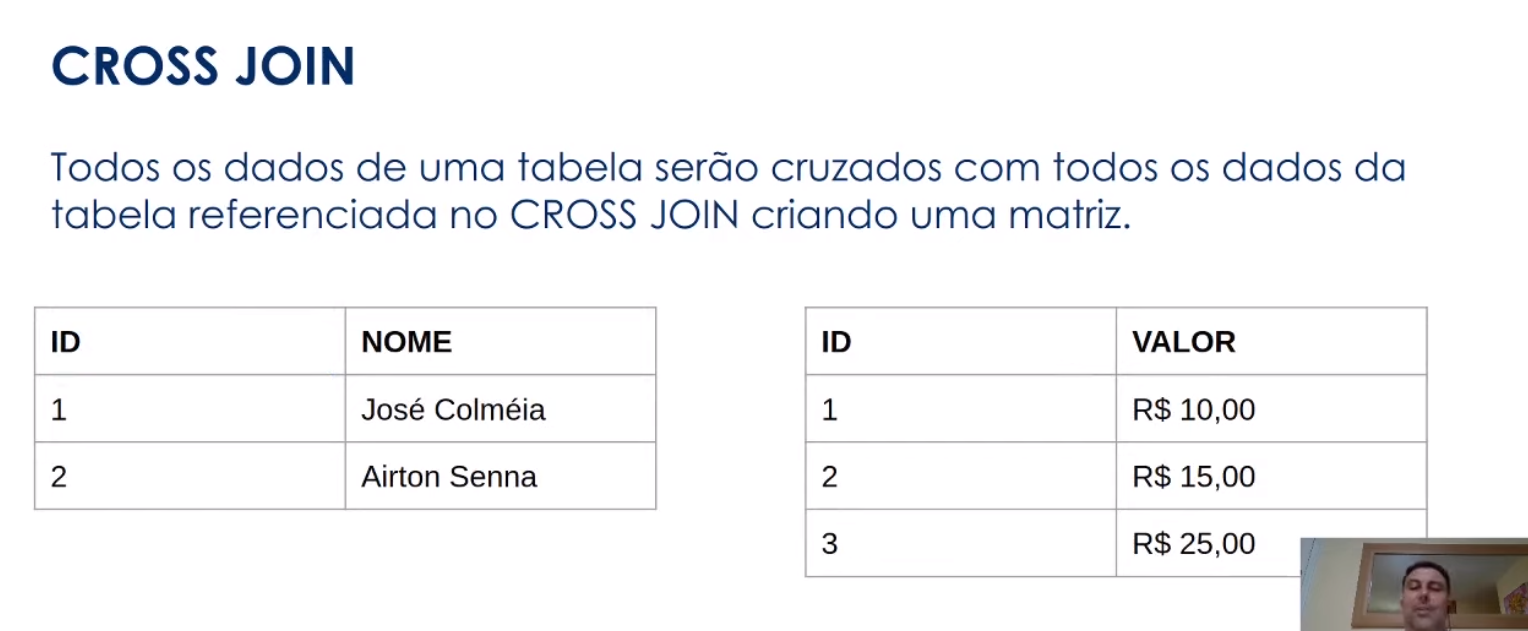 CROSS JOIN
Todos os dados de uma tabela serão cruzados com todos os dados da
tabela referenciada no CROSS JOIN criando uma matriz.
ID NOME
1 José Colméia
2 Airton Senna
ID VALOR
1 R$ 10,00
2 R$ 15,00
3 R$ 25,00